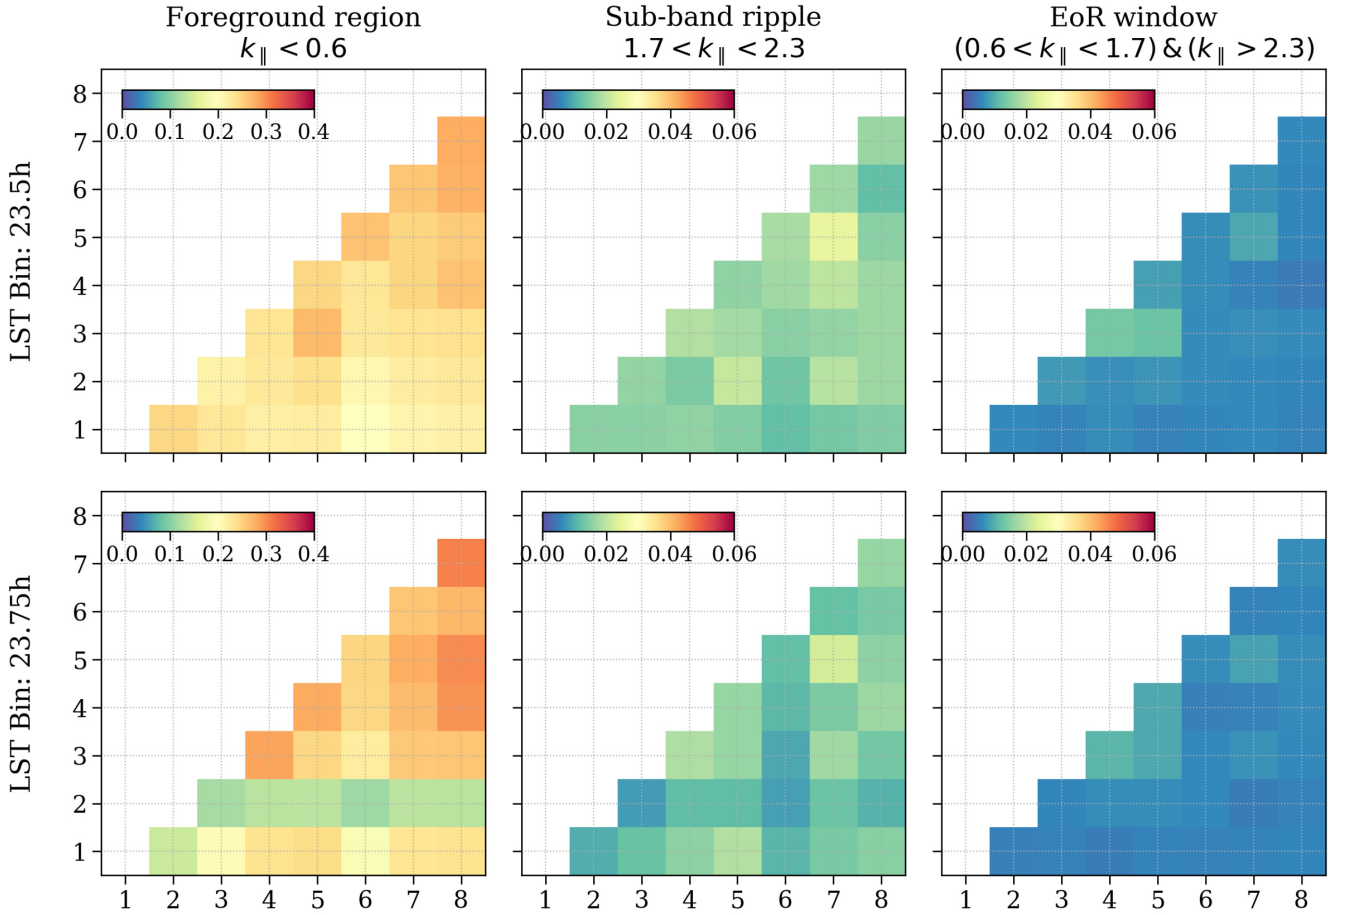 Foreground region
k∥ < 0.6
Sub-band ripple
1.7 < k∥ < 2.3
EoR window
(0.6 < k∥ < 1.7) & (k∥ > 2.3)
LST Bin: 23.5h
8
7
6
5
4
3
2
1
0.0 0.1 0.2 0.3 0.4
0.00 0.02 0.04 0.06
0.00 0.02 0.04 0.06
LST Bin: 23.75h
8
7
6
5
4
3
2
1
0.0 0.1 0.2 0.3 0.4
0.00 0.02 0.04 0.06
0.00 0.02 0.04 0.06
1 2 3 4 5 6 7 8
1 2 3 4 5 6 7 8
1 2 3 4 5 6 7 8